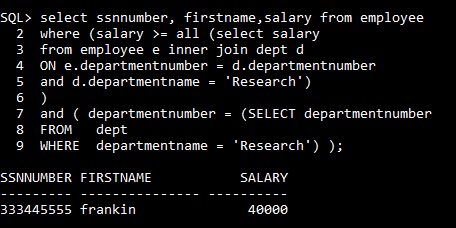 SQL> select ssnnumber, firstname,salary from employee
2 where (salary >= all (select salary
3 from employee e inner join dept d
4 ON e.departmentnumber = d.departmentnumber
5 and d.departmentname = 'Research')
6 )
7 and ( departmentnumber = (SELECT departmentnumber
8 FROM   dept
9 WHERE  departmentname = 'Research') );
SSNNUMBER FIRSTNAME           SALARY
--------- --------------- ----------
333445555 frankin              40000